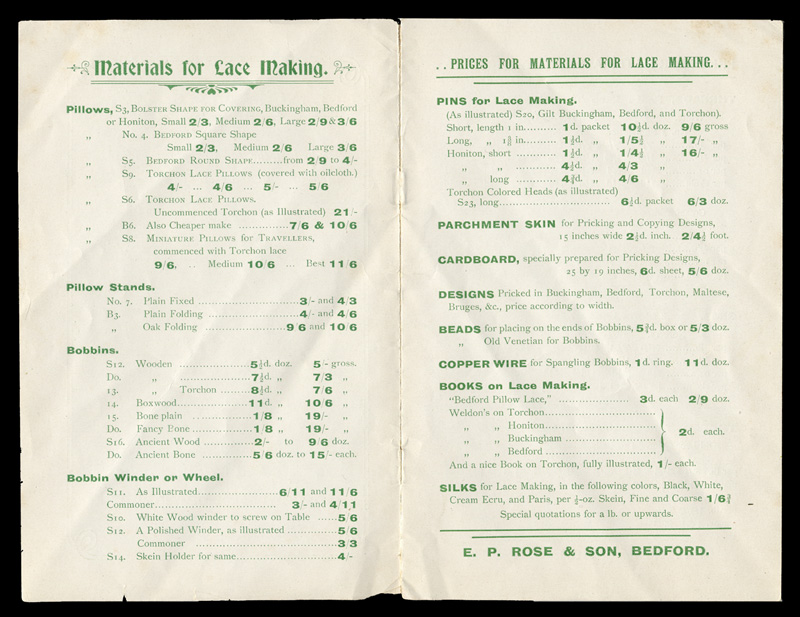 Materials for Lace Making.
Pillows, S3, BOLSTER SHAPE FOR COVERING, Buckingham, Bedford
or Honiton, Small 2/3, Medium 2/6, Large 2/9 & 3/6
„ No. 4. BEDFORD Square Shape
Small 2/3, Medium 2/6 Large 3/6
„ S5. BEDFORD ROUND SHAPE.........from 2/9 to 4/-
„ S9. TORCHON LACE PILLOWS (covered with oilcloth.)
4/- ... 4/6 ... 5/- ... 5/6
„ S6. TORCHON LACE PILLOWS.
Uncommenced Torchon (as Illustrated) 21/-
„ B6. Also Cheaper make ............... 7/6 & 10/6
„ S8. MINIATURE PILLOWS for TRAVELLERS,
commenced with Torchon lace
9/6, .. Medium 10/6 ... Best 11/6
Pillow Stands.
No. 7. Plain Fixed ........................ 3/- and 4/3
B3. Plain Folding ...................... 4/- and 4/6
„ Oak Folding ..................... 9 6 and 10/6
Bobbins.
S12. Wooden .................. 5½d. doz. 5/- gross.
Do. „ .................. 7½d. „ 7/3 „
13. „ Torchon ......... 8½d. „ 7/6 „
14. Boxwood..................11d. „ 10/6 „
15. Bone plain ............... 1/8 „ 19/- „
Do. Fancy Bone ............... 1/8 „ 19/- „
S16. Ancient Wood ............ 2/- to 9/6 doz.
Do. Ancient Bone ............ 5/6 doz. to 15/- each.
Bobbin Winder or Wheel.
S11. As Illustrated.................. 6/11 and 11/6
Commoner.................................... 3/- and 4/11
S10. White Wood winder to screw on Table ...... 5/6
S12. A Polished Winder, as illustrated ............ 5/6
Commoner .................................... 3/3
S14. Skein Holder for same........................ 4/-
..PRICES FOR MATERIALS FOR LACE MAKING...
PINS for Lace Making.
(As illustrated) S20, Gilt Buckingham, Bedford, and Torchon).
Short, length 1 in.......... 1d. packet 10½d. doz. 9/6 gross
Long, „ in.......... 1½d. „ 1/5½ „ 17/- „
Honiton, short ............ 1½d. „ 1/4½ „ 16/- „
„ „ ............ 4½d. „ 4/3 „
„ long ............ 4¾d. „ 4/6 „
Torchon Colored Heads (as illustrated)
S23, long.............................. 6½d. packet 6/3 doz.
PARCHMENT SKIN for Pricking and Copying Designs,
15 inches wide 2½d. inch. 2/4½ foot.
CARDBOARD, specially prepared for Pricking Designs,
25 by 19 inches, 6d. sheet, 5/6 doz.
DESIGNS Pricked in Buckingham, Bedford, Torchon, Maltese,
Bruges, &c., price according to width.
BEADS for placing on the ends of Bobbins, 5¾d. box or 5/3 doz.
„ Old Venetian for Bobbins.
COPPER WIRE for Spangling Bobbins, 1d. ring. 11d. doz.
BOOKS on Lace Making.
“Bedford Pillow Lace,” .................. 3d. each 2/9 doz.
Weldon's on Torchon...........................
„ „ Honiton...........................
„ „ Buckingham ......................
„ „ Bedford ...........................
2d. each.
And a nice Book on Torchon, fully illustrated, 1/- each.
SILKS for Lace Making, in the following colors, Black, White,
Cream Ecru, and Paris, per ½-oz. Skein, Fine and Coarse 1/6¾
Special quotations for a lb. or upwards.
E. P. ROSE & SON, BEDFORD.